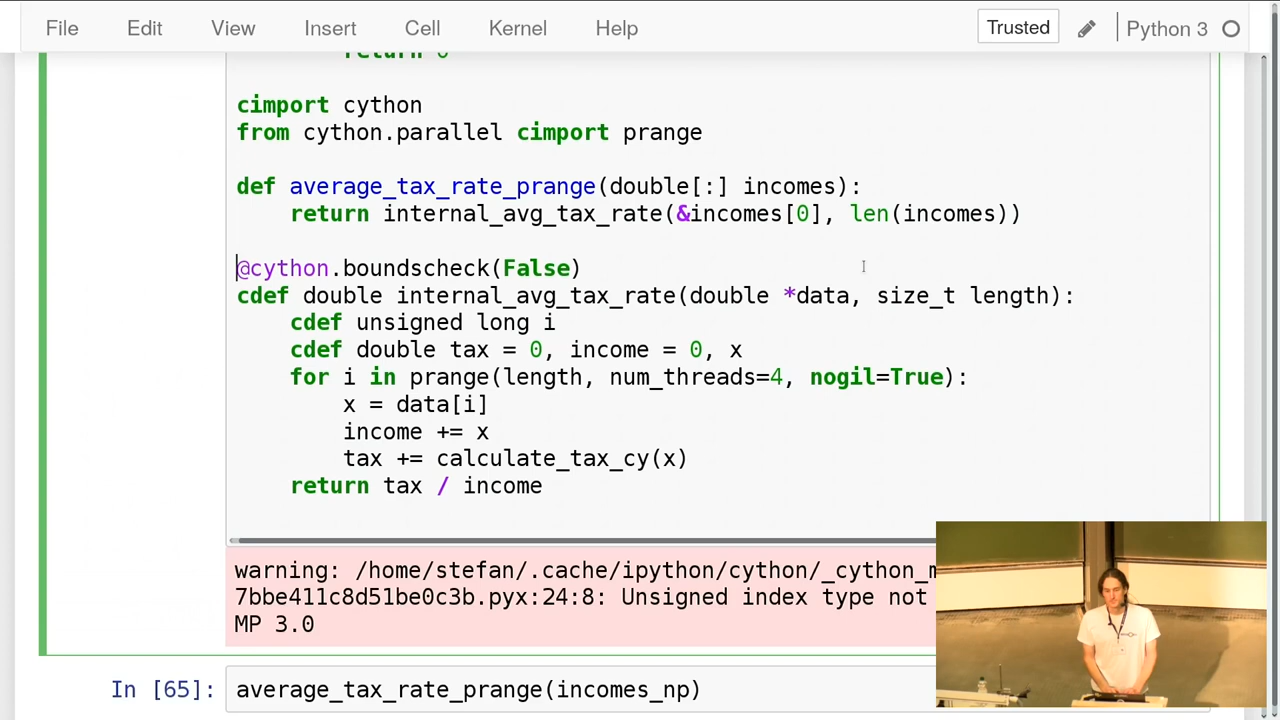 File Edit View Insert Cell Kernel Help Trusted Python 3
return 0
cimport cython
from cython.parallel cimport prange
def average_tax_rate_prange(double[:] incomes):
return internal_avg_tax_rate(&incomes[0], len(incomes))
@cython.boundscheck(False)
cdef double internal_avg_tax_rate(double *data, size_t length):
cdef unsigned long i
cdef double tax = 0, income = 0, x
for i in prange(length, num_threads=4, nogil=True):
x = data[i]
income += x
tax += calculate_tax_cy(x)
return tax / income
warning: /home/stefan/.cache/ipython/cython/_cython_m
7bbe411c8d51be0c3b.pyx:24:8: Unsigned index type not
MP 3.0
In [65]: average_tax_rate_prange(incomes_np)